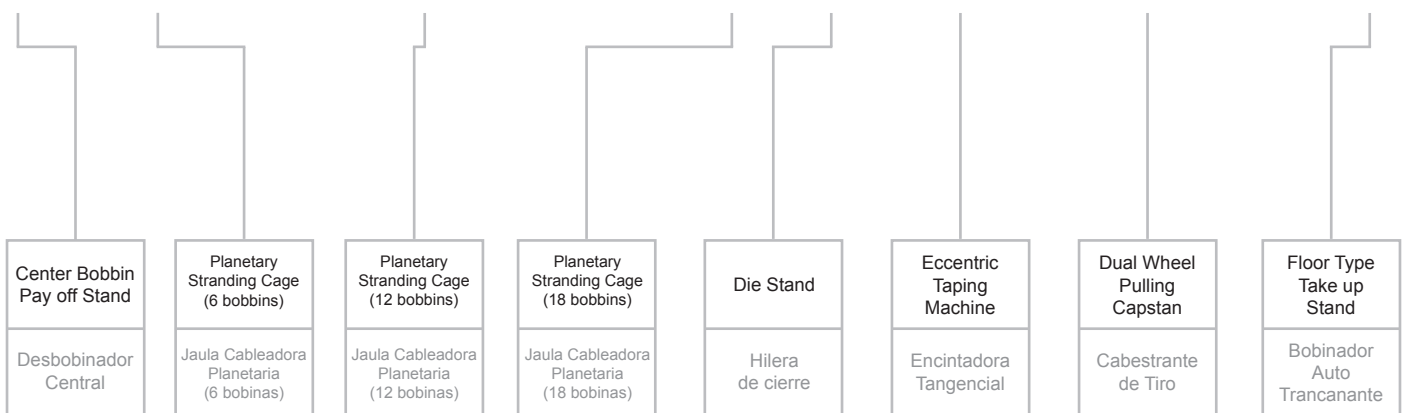 Center Bobbin
Pay off Stand
Desbobinador
Central
Planetary
Stranding Cage
(6 bobbins)
Jaula Cableadora
Planetaria
(6 bobinas)
Planetary
Stranding Cage
(12 bobbins)
Jaula Cableadora
Planetaria
(12 bobinas)
Planetary
Stranding Cage
(18 bobbins)
Jaula Cableadora
Planetaria
(18 bobinas)
Die Stand
Hilera
de cierre
Eccentric
Taping
Machine
Encintadora
Tangencial
Dual Wheel
Pulling
Capstan
Cabestrante
de Tiro
Floor Type
Take up
Stand
Bobinador
Auto
Trancanante